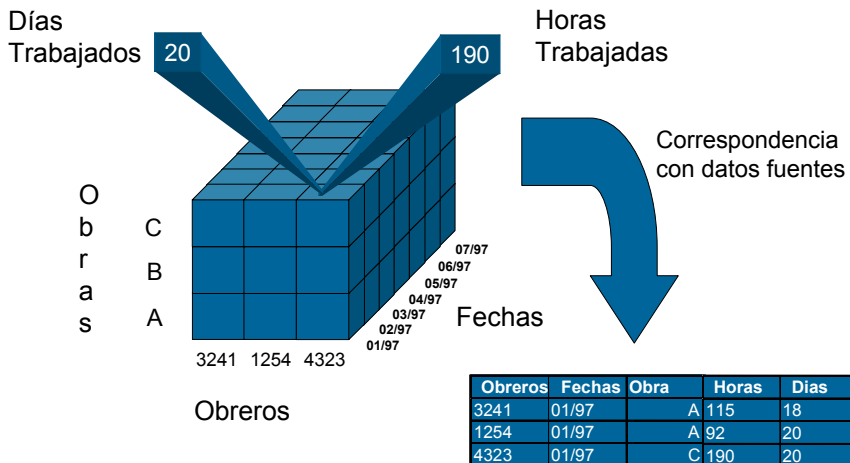 Días
Trabajados
20
190
Horas
Trabajadas
Correspondencia
con datos fuentes
Obras
C
B
A
07/97
06/97
05/97
04/97
03/97
02/97
01/97
Fechas
3241 1254 4323
Obreros
Obreros Fechas Obra Horas Dias
3241 01/97 A 115 18
1254 01/97 A 92 20
4323 01/97 C 190 20